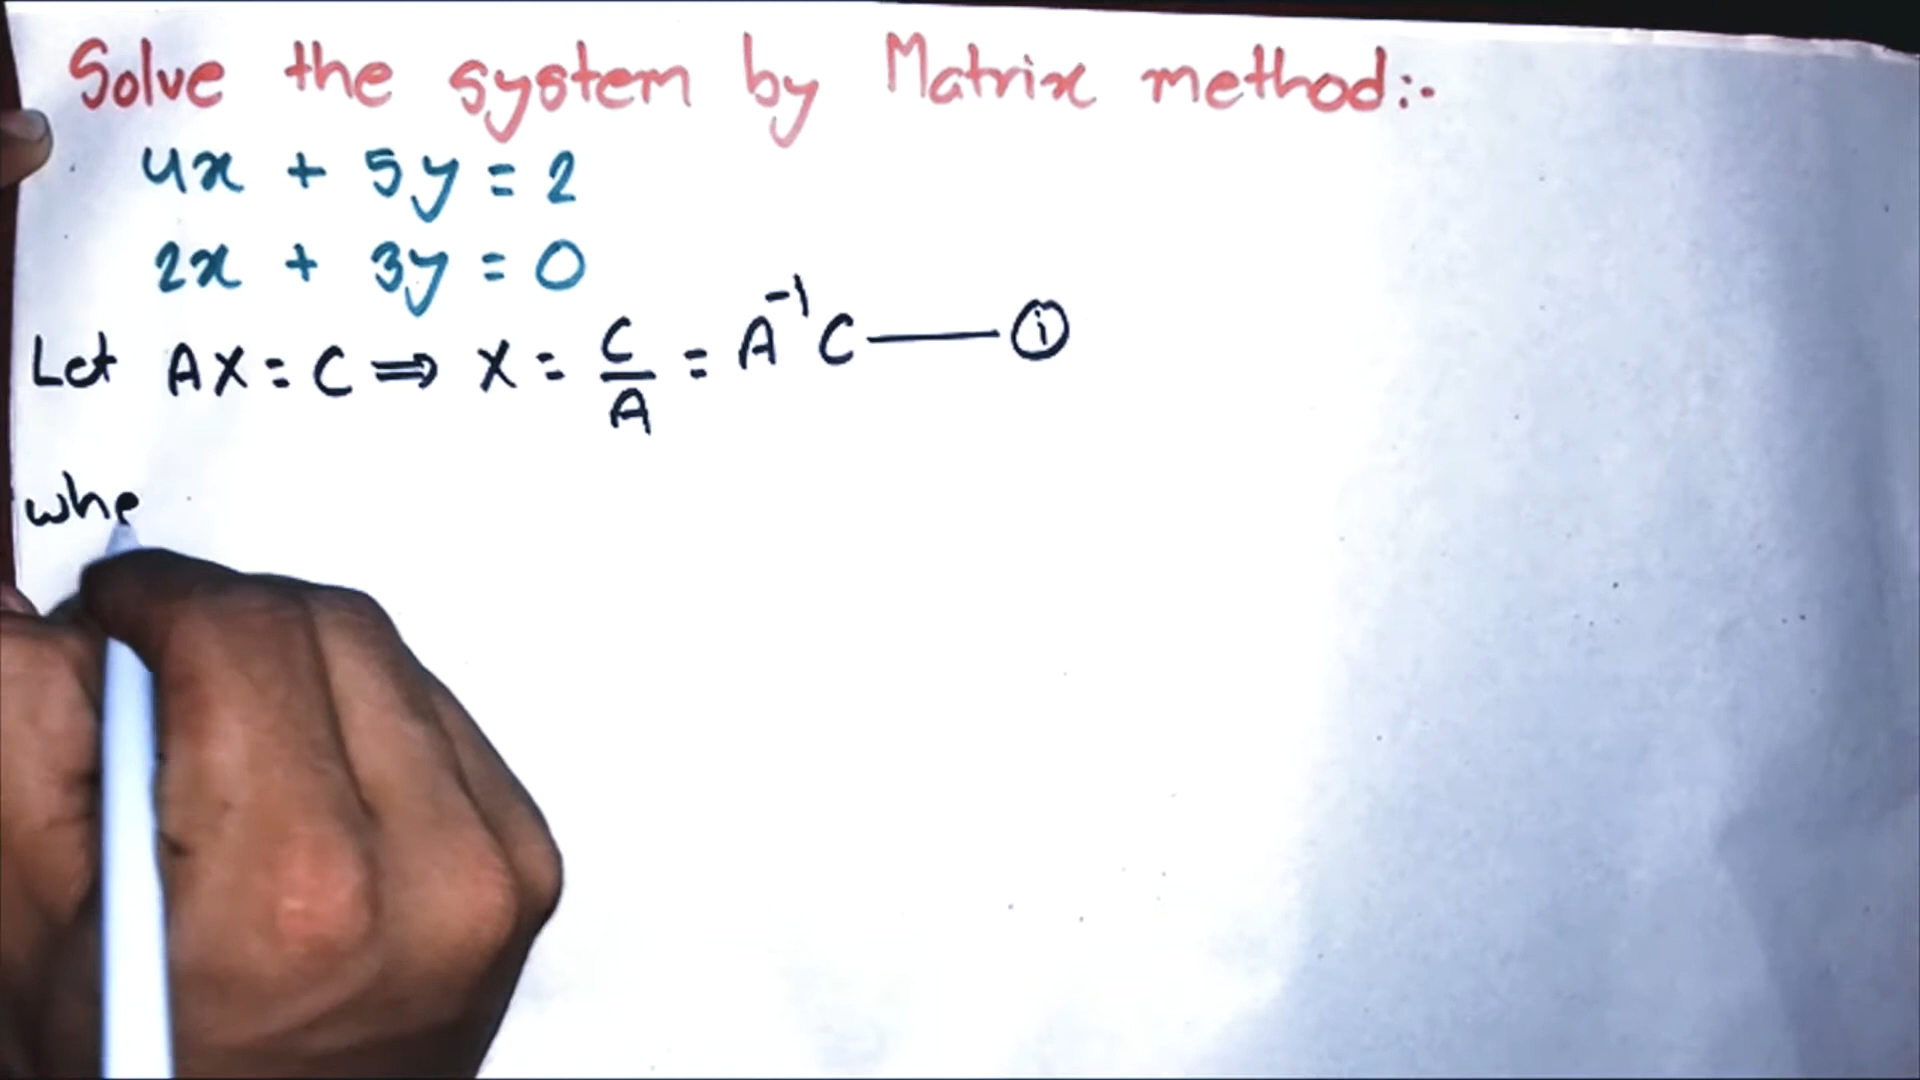 Solve the system by Matrix method:-
4x + 5y = 2
2x + 3y = 0
Let AX = C ⟹ X = C/A = A⁻¹C —— ⓘ
whe